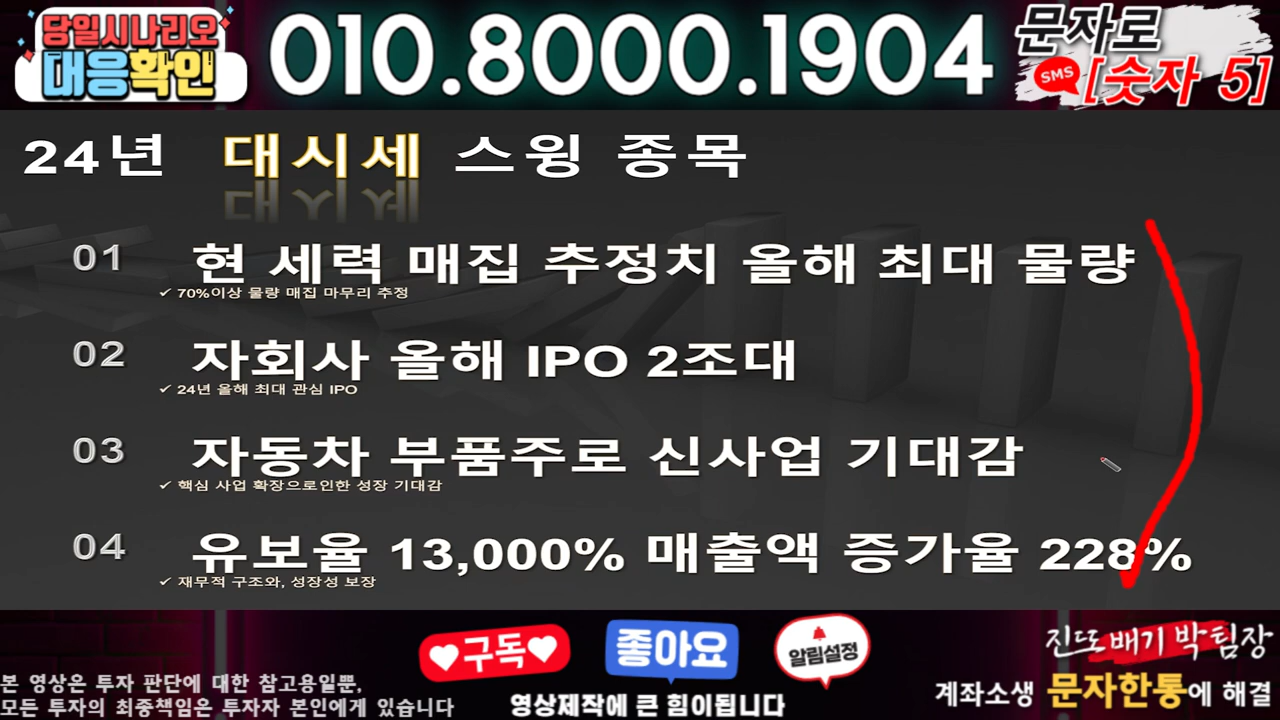 당일시나리오
대응확인
010.8000.1904
문자로
SMS
[숫자 5]
24년 대시세 스윙 종목
01 현 세력 매집 추정치 올해 최대 물량
✓ 70%이상 물량 매집 마무리 추정
02 자회사 올해 IPO 2조대
✓ 24년 올해 최대 관심 IPO
03 자동차 부품주로 신사업 기대감
✓ 핵심 사업 확장으로인한 성장 기대감
04 유보율 13,000% 매출액 증가율 228%
✓ 재무적 구조와, 성장성 보장
구독
좋아요
알림설정
영상제작에 큰 힘이됩니다
본 영상은 투자 판단에 대한 참고용일뿐,
모든 투자의 최종책임은 투자자 본인에게 있습니다
진또배기 박팀장
계좌소생 문자한통에 해결